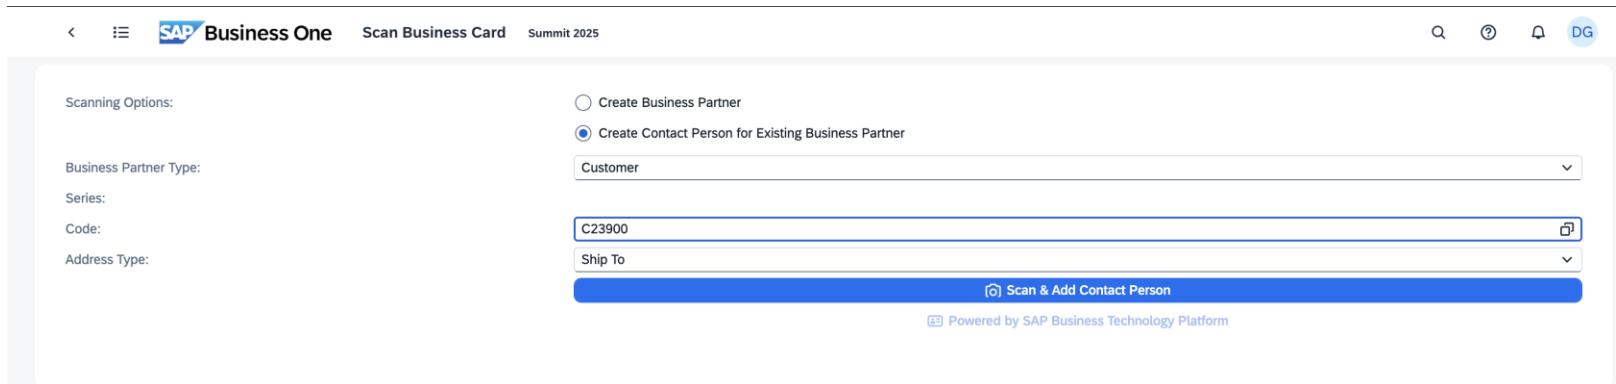 SAP Business One Scan Business Card Summit 2025 DG
Scanning Options: Create Business Partner
Create Contact Person for Existing Business Partner
Business Partner Type: Customer
Series:
Code: C23900
Address Type: Ship To
Scan & Add Contact Person
Powered by SAP Business Technology Platform